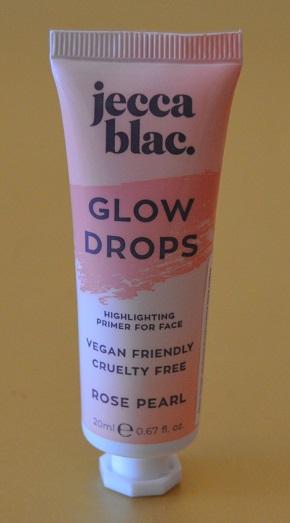 jecca
blac.
GLOW
DROPS
HIGHLIGHTING
PRIMER FOR FACE
VEGAN FRIENDLY
CRUELTY FREE
ROSE PEARL
20ml ℮ 0.67 fl. oz.